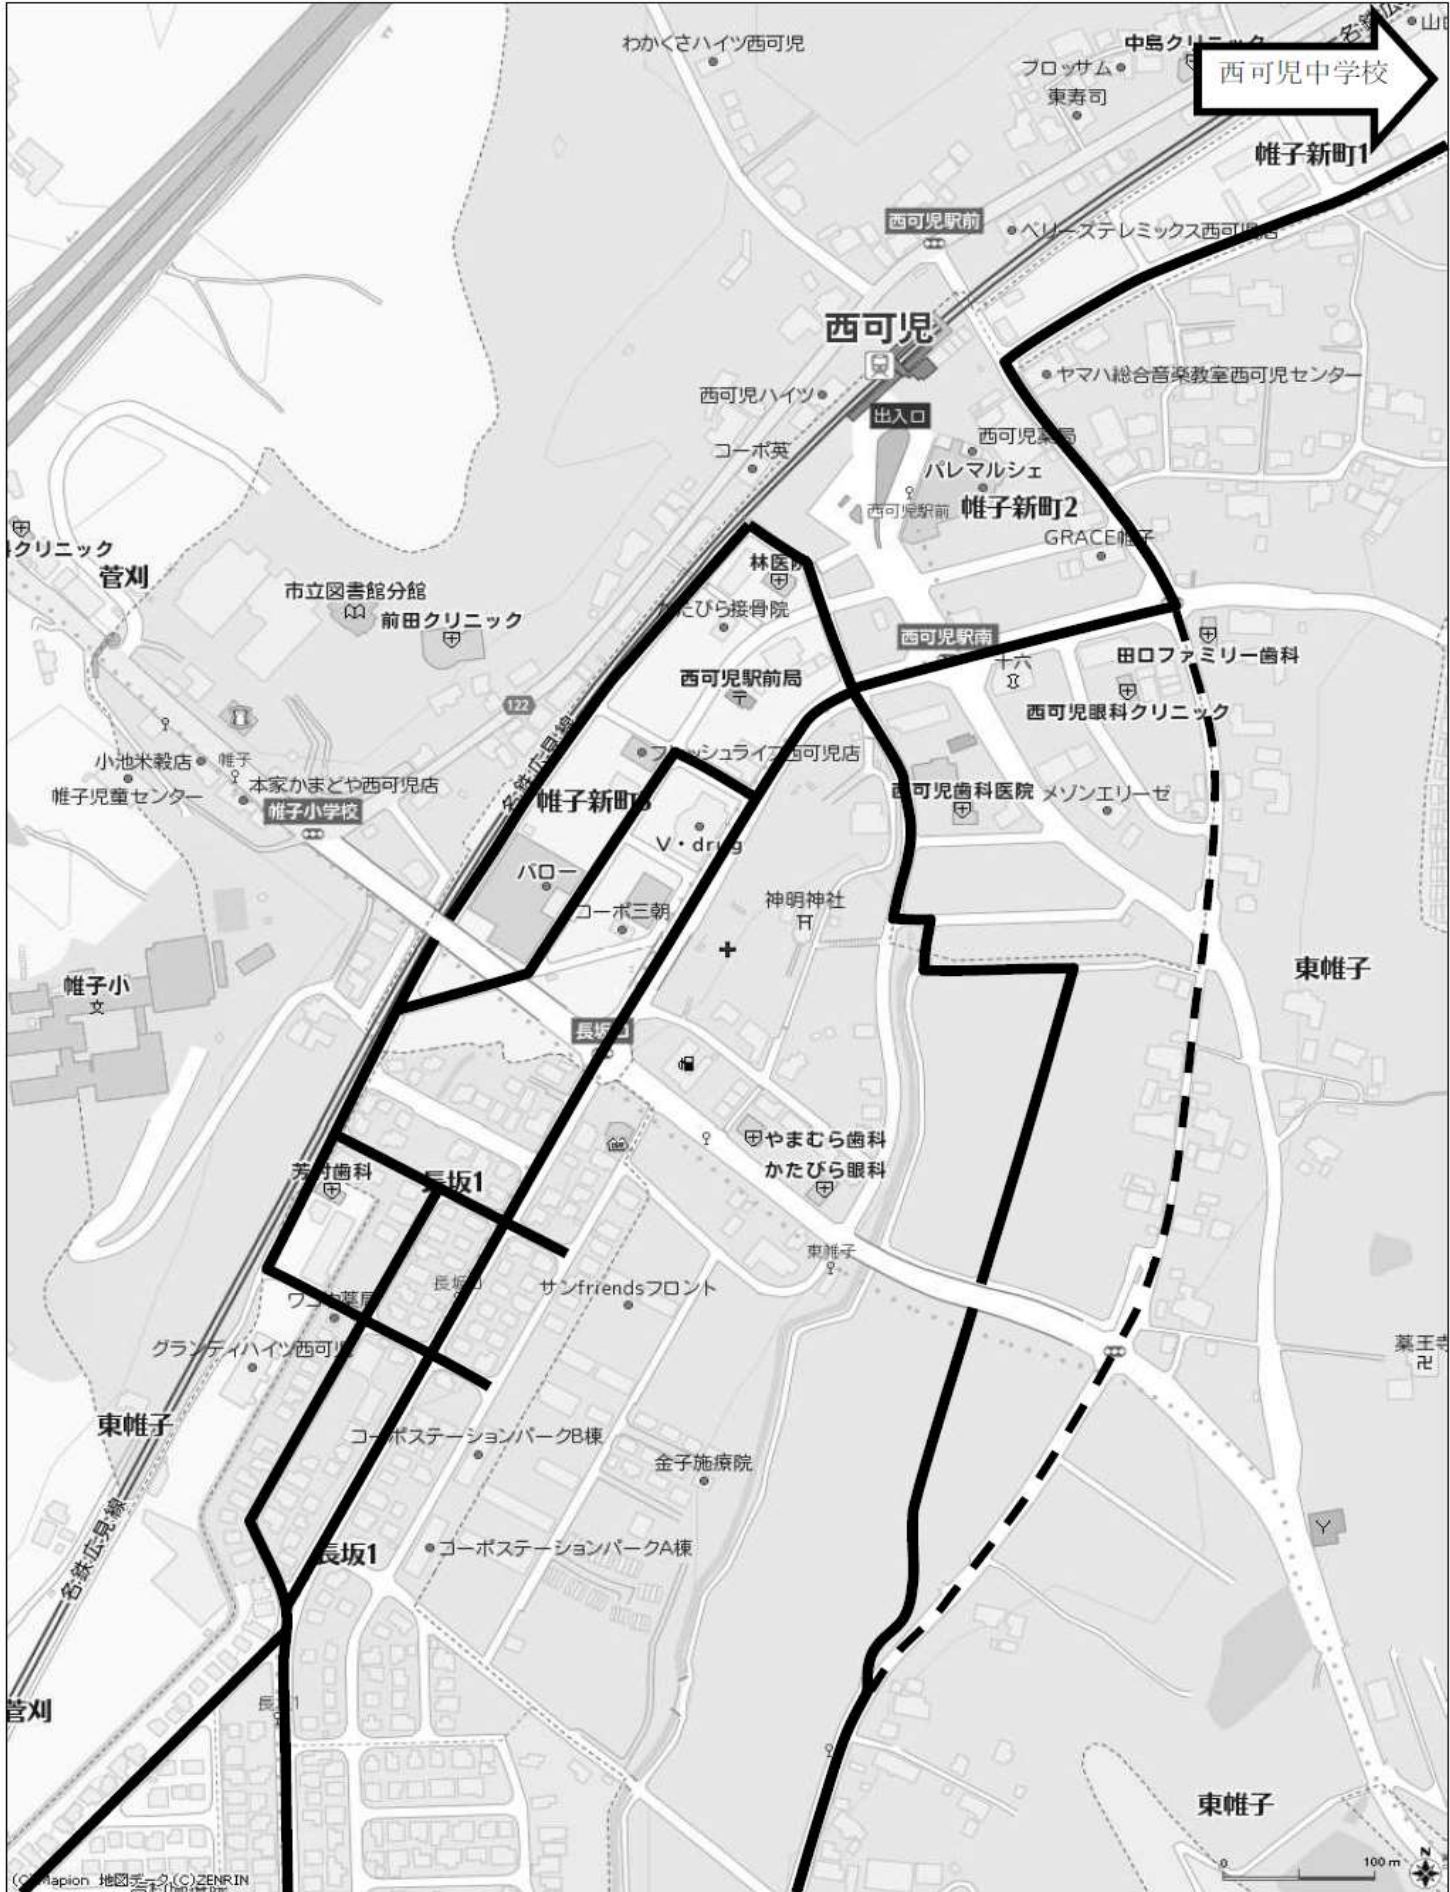 わかくさハイツ西可児
中島クリニック
ブロッサム
東寿司
西可児中学校
帷子新町1
西可児駅前
ベリーズテレミックス西可児店
西可児
ヤマハ総合音楽教室西可児センター
西可児ハイツ
出入口
西可児薬局
コーポ英
パレマルシェ
西可児駅前
帷子新町2
GRACE帷子
クリニック
菅刈
市立図書館分館
前田クリニック
林医院
かたびら接骨院
西可児駅南
十六
田口ファミリー歯科
西可児駅前局
西可児眼科クリニック
122
名鉄広見線
フレッシュライフ西可児店
小池米穀店
帷子
本家かまどや西可児店
帷子児童センター
帷子小学校
帷子新町3
西可児歯科医院
メゾンエリーゼ
V・drug
バロー
コーポ三朝
神明神社
帷子小
東帷子
長坂口
やまむら歯科
かたびら眼科
芳村歯科
長坂1
東帷子
長坂口
サンfriendsフロント
グランディハイツ西可児
薬王寺
東帷子
コーポステーションパークB棟
金子施療院
名鉄広見線
長坂1
コーポステーションパークA棟
菅刈
長坂1
東帷子
0
100 m
N
(C) Mapion 地図データ(C)ZENRIN